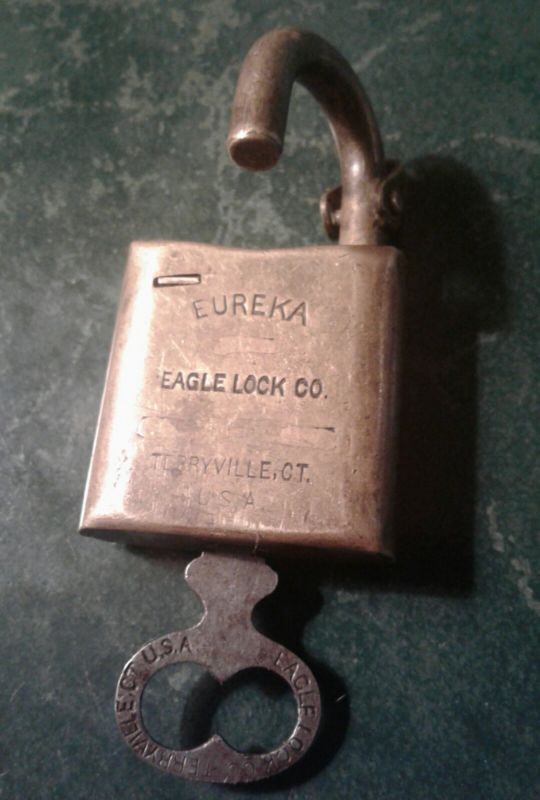 EUREKA
EAGLE LOCK CO.
TERRYVILLE, CT.
U.S.A.
EAGLE LOCK CO. TERRYVILLE, CT. U.S.A.